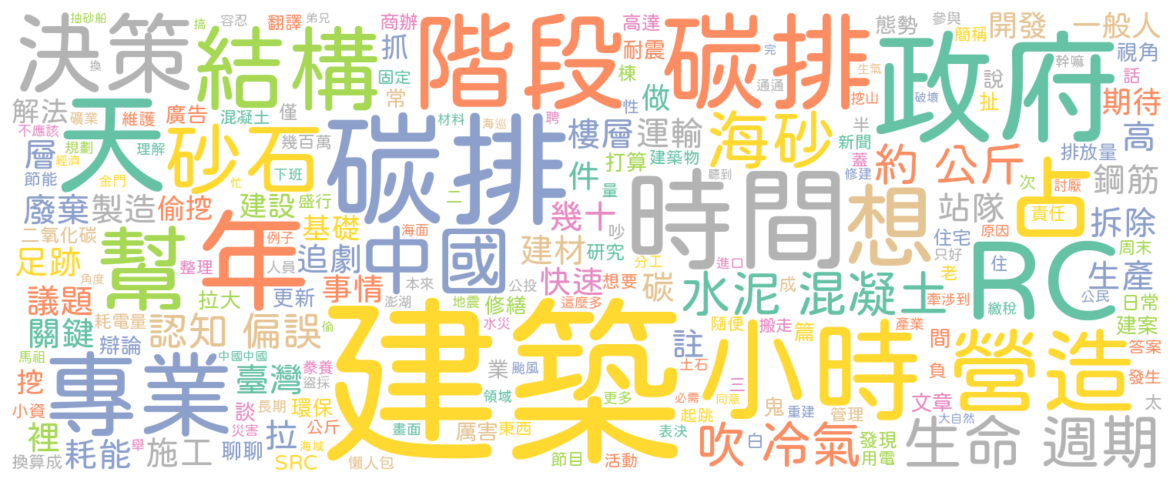 抽砂船 搞 容忍 翻譯 弟兄 商辦 高達 態勢 參與 簡稱 開發 一般人
決策 結構 換 抓 耐震 階段 碳排 政府 幹嘛 視角
固定 棟 完 通通 生氣 說 話
解法 礦業 廣告 常 性 做 挖山 扯 期待
天 維護 混凝土 僅 材料 聘 破壞
不應該 砂石 幾百萬 碳排 海巡 樓層 運輸 海砂 半 新聞 排放量 高
層 規劃 理解 件 打算 建築物 蓋 約 公斤 占
節能 經濟 金門 忙 下班 二 量 聽到 修建 次 討厭 鋼筋
廢棄 製造 偷挖 建設 盛行 幾十 時間 想 站隊 責任 拆除
二氧化碳 幫 年 例子 基礎 海面 中國 建材 研究 吵 分工 住宅 原因 周末
足跡 整理 人員 追劇 快速 想要 進口 老 只好 RC 生產
議題 角度 拉大 更新 事情 本來 公投 碳 水泥 混凝土 成 住 牽涉到 公民 日常
關鍵 耗電量 認知 偏誤 偷 澎湖 地震 修繕 這麼多 搬走 隨便 篇 產業 繳稅 建案
馬祖 辯論 中國中國 水災 建築 註 小時 間 營造 答案
挖 專業 臺灣 豢養 盜採 業 颱風 土石 三 負 發生
小資 談 長期 環保 領域 更多 必需 同意 鬼 重建 管理 文章 太
裡 災害 公斤 拉 畫面 厲害 東西 起跳 大自然
換算成 耗能 舉 施工 聊聊 海域 SRC 懶人包 節目 活動 表決 吹 白 冷氣 發現 用電 生命 週期